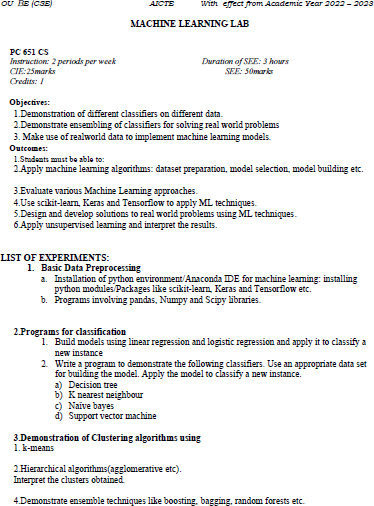 OU BE (CSE) AICTE With effect from Academic Year 2022 – 2023
MACHINE LEARNING LAB
PC 651 CS
Instruction: 2 periods per week Duration of SEE: 3 hours
CIE:25marks SEE: 50marks
Credits: 1
Objectives:
1.Demonstration of different classifiers on different data.
2.Demonstrate ensembling of classifiers for solving real world problems
3. Make use of realworld data to implement machine learning models.
Outcomes:
1.Students must be able to:
2.Apply machine learning algorithms: dataset preparation, model selection, model building etc.
3.Evaluate various Machine Learning approaches.
4.Use scikit-learn, Keras and Tensorflow to apply ML techniques.
5.Design and develop solutions to real world problems using ML techniques.
6.Apply unsupervised learning and interpret the results.
LIST OF EXPERIMENTS:
1. Basic Data Preprocessing
a. Installation of python environment/Anaconda IDE for machine learning: installing
python modules/Packages like scikit-learn, Keras and Tensorflow etc.
b. Programs involving pandas, Numpy and Scipy libraries.
2.Programs for classification
1. Build models using linear regression and logistic regression and apply it to classify a
new instance
2. Write a program to demonstrate the following classifiers. Use an appropriate data set
for building the model. Apply the model to classify a new instance.
a) Decision tree
b) K nearest neighbour
c) Naïve bayes
d) Support vector machine
3.Demonstration of Clustering algorithms using
1. k-means
2.Hierarchical algorithms(agglomerative etc).
Interpret the clusters obtained.
4.Demonstrate ensemble techniques like boosting, bagging, random forests etc.